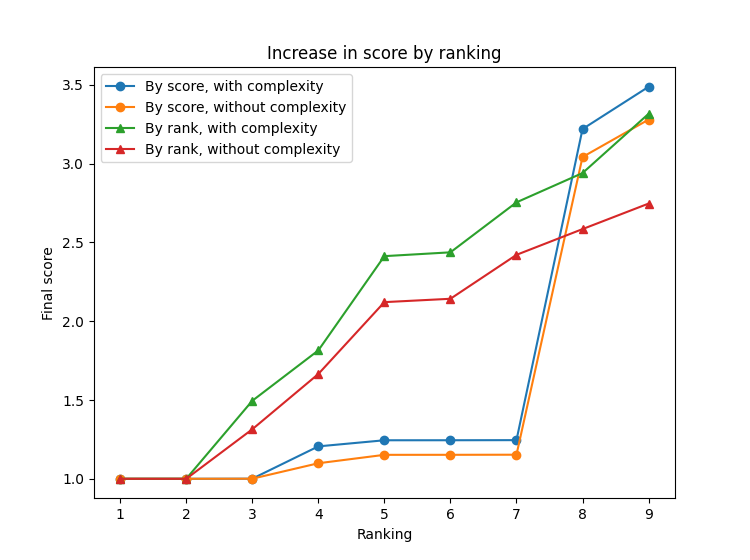 Increase in score by ranking
By score, with complexity
By score, without complexity
By rank, with complexity
By rank, without complexity
3.5
3.0
2.5
2.0
1.5
1.0
Final score
1 2 3 4 5 6 7 8 9
Ranking